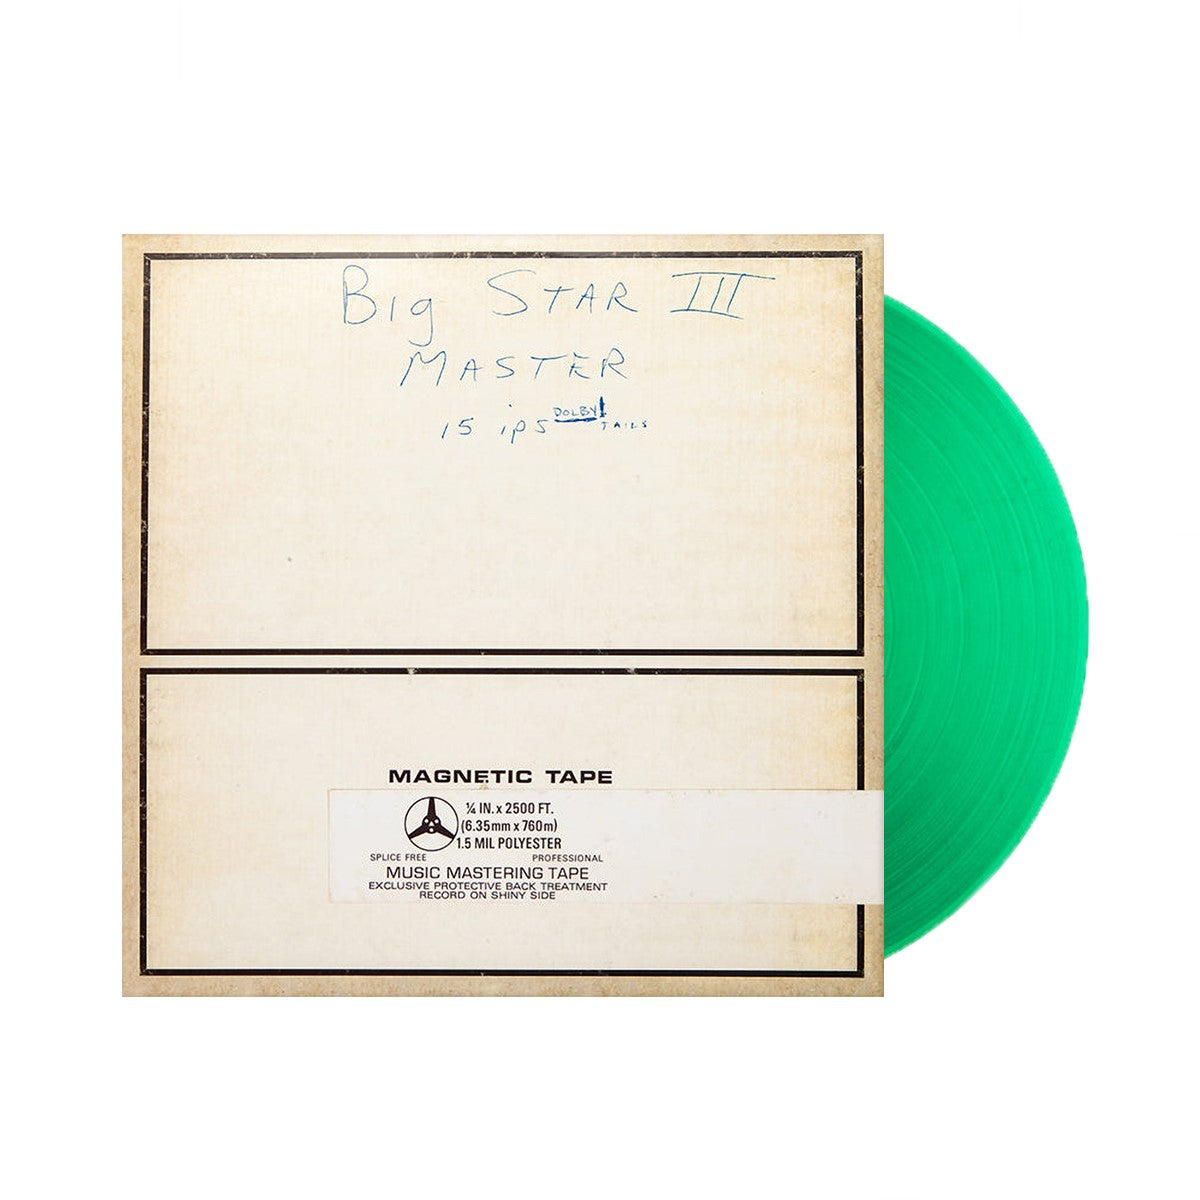 Big STAR III
MASTER
15 ips DOLBY! TAILS
MAGNETIC TAPE
¼ IN. x 2500 FT.
(6.35mm x 760m)
1.5 MIL POLYESTER
SPLICE FREE PROFESSIONAL
MUSIC MASTERING TAPE
EXCLUSIVE PROTECTIVE BACK TREATMENT
RECORD ON SHINY SIDE